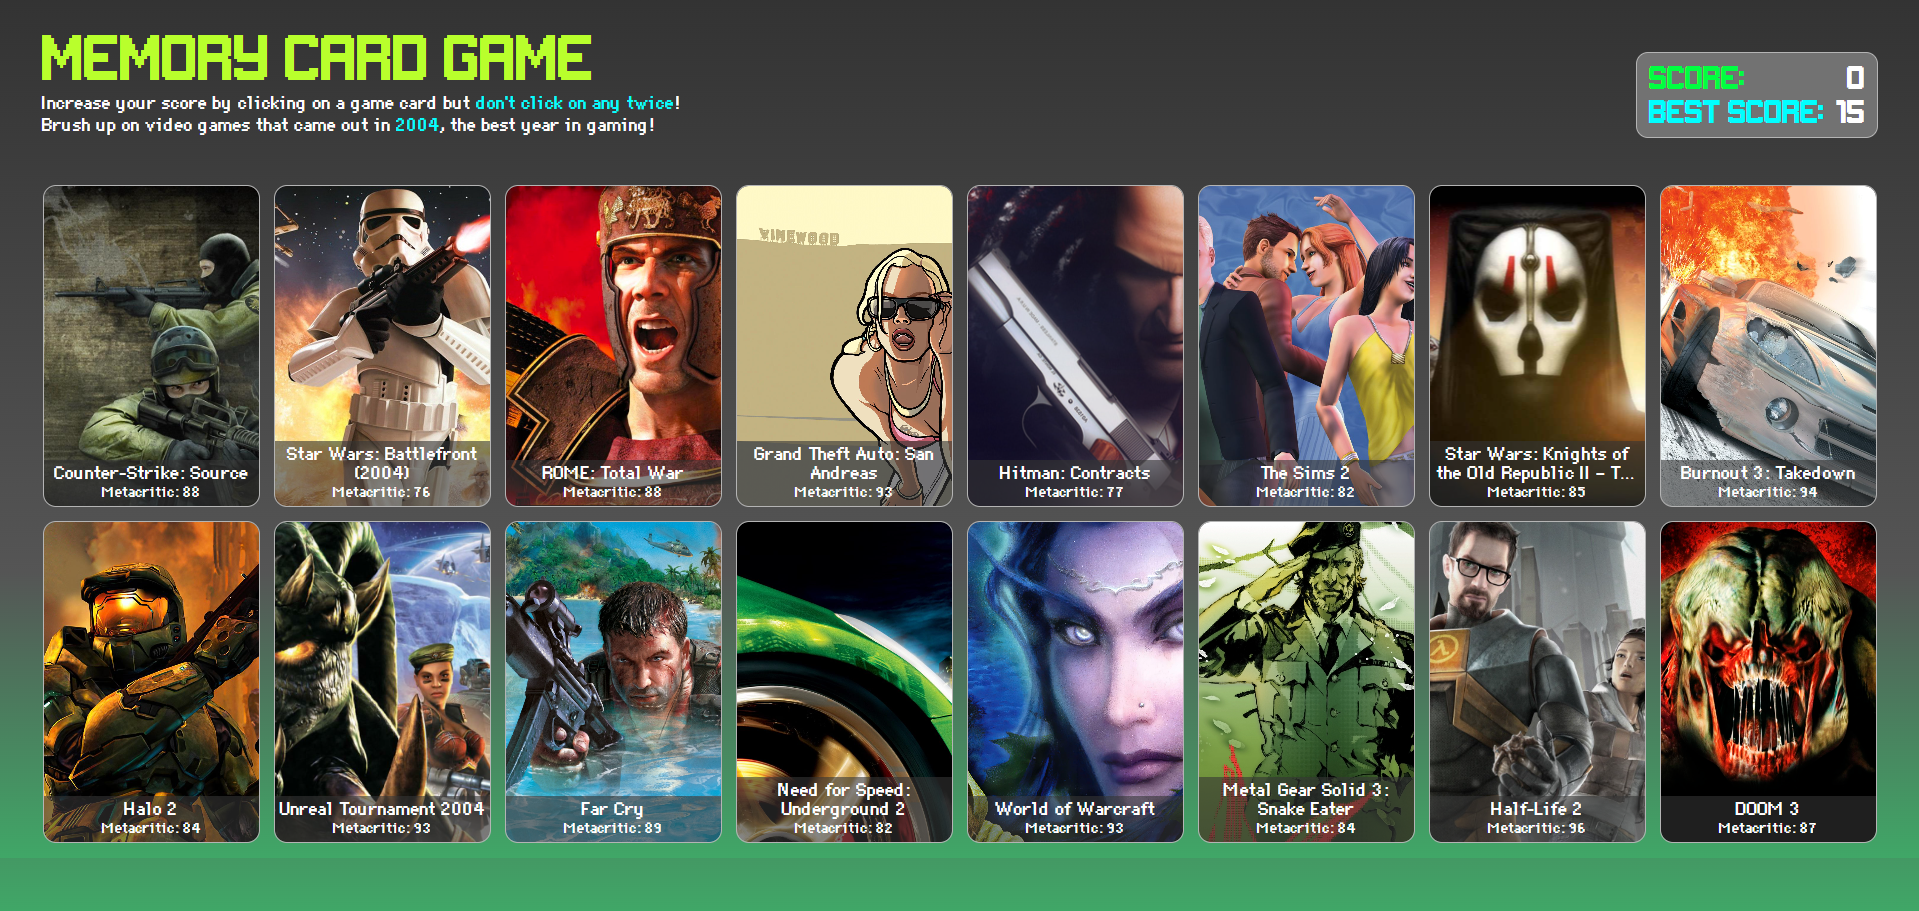 MEMORY CARD GAME
Increase your score by clicking on a game card but don't click on any twice!
Brush up on video games that came out in 2004, the best year in gaming!
SCORE: 0
BEST SCORE: 15
VINEWOOD
Counter-Strike: Source
Metacritic: 88
Star Wars: Battlefront
(2004)
Metacritic: 76
ROME: Total War
Metacritic: 88
Grand Theft Auto: San
Andreas
Metacritic: 93
Hitman: Contracts
Metacritic: 77
The Sims 2
Metacritic: 82
Star Wars: Knights of
the Old Republic II – T...
Metacritic: 85
Burnout 3: Takedown
Metacritic: 94
Halo 2
Metacritic: 84
Unreal Tournament 2004
Metacritic: 93
Far Cry
Metacritic: 89
Need for Speed:
Underground 2
Metacritic: 82
World of Warcraft
Metacritic: 93
Metal Gear Solid 3:
Snake Eater
Metacritic: 84
Half-Life 2
Metacritic: 96
DOOM 3
Metacritic: 87